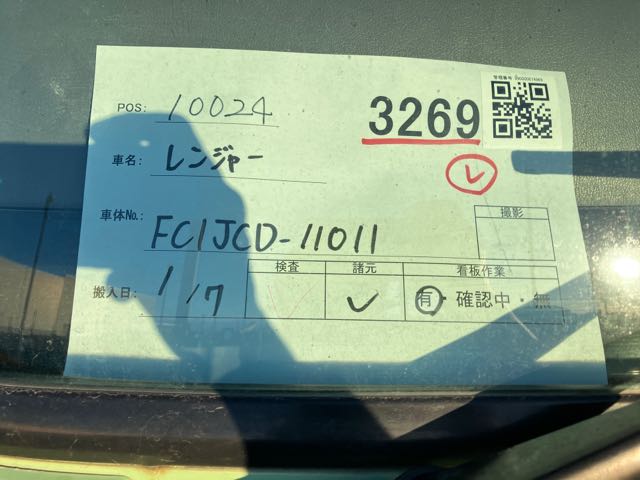 POS: 10024
3269
車名: レンジャー
レ
車体No.: FC1JCD-11011
撮影
搬入日: 1/7
検査 諸元 看板作業
有・確認中・無